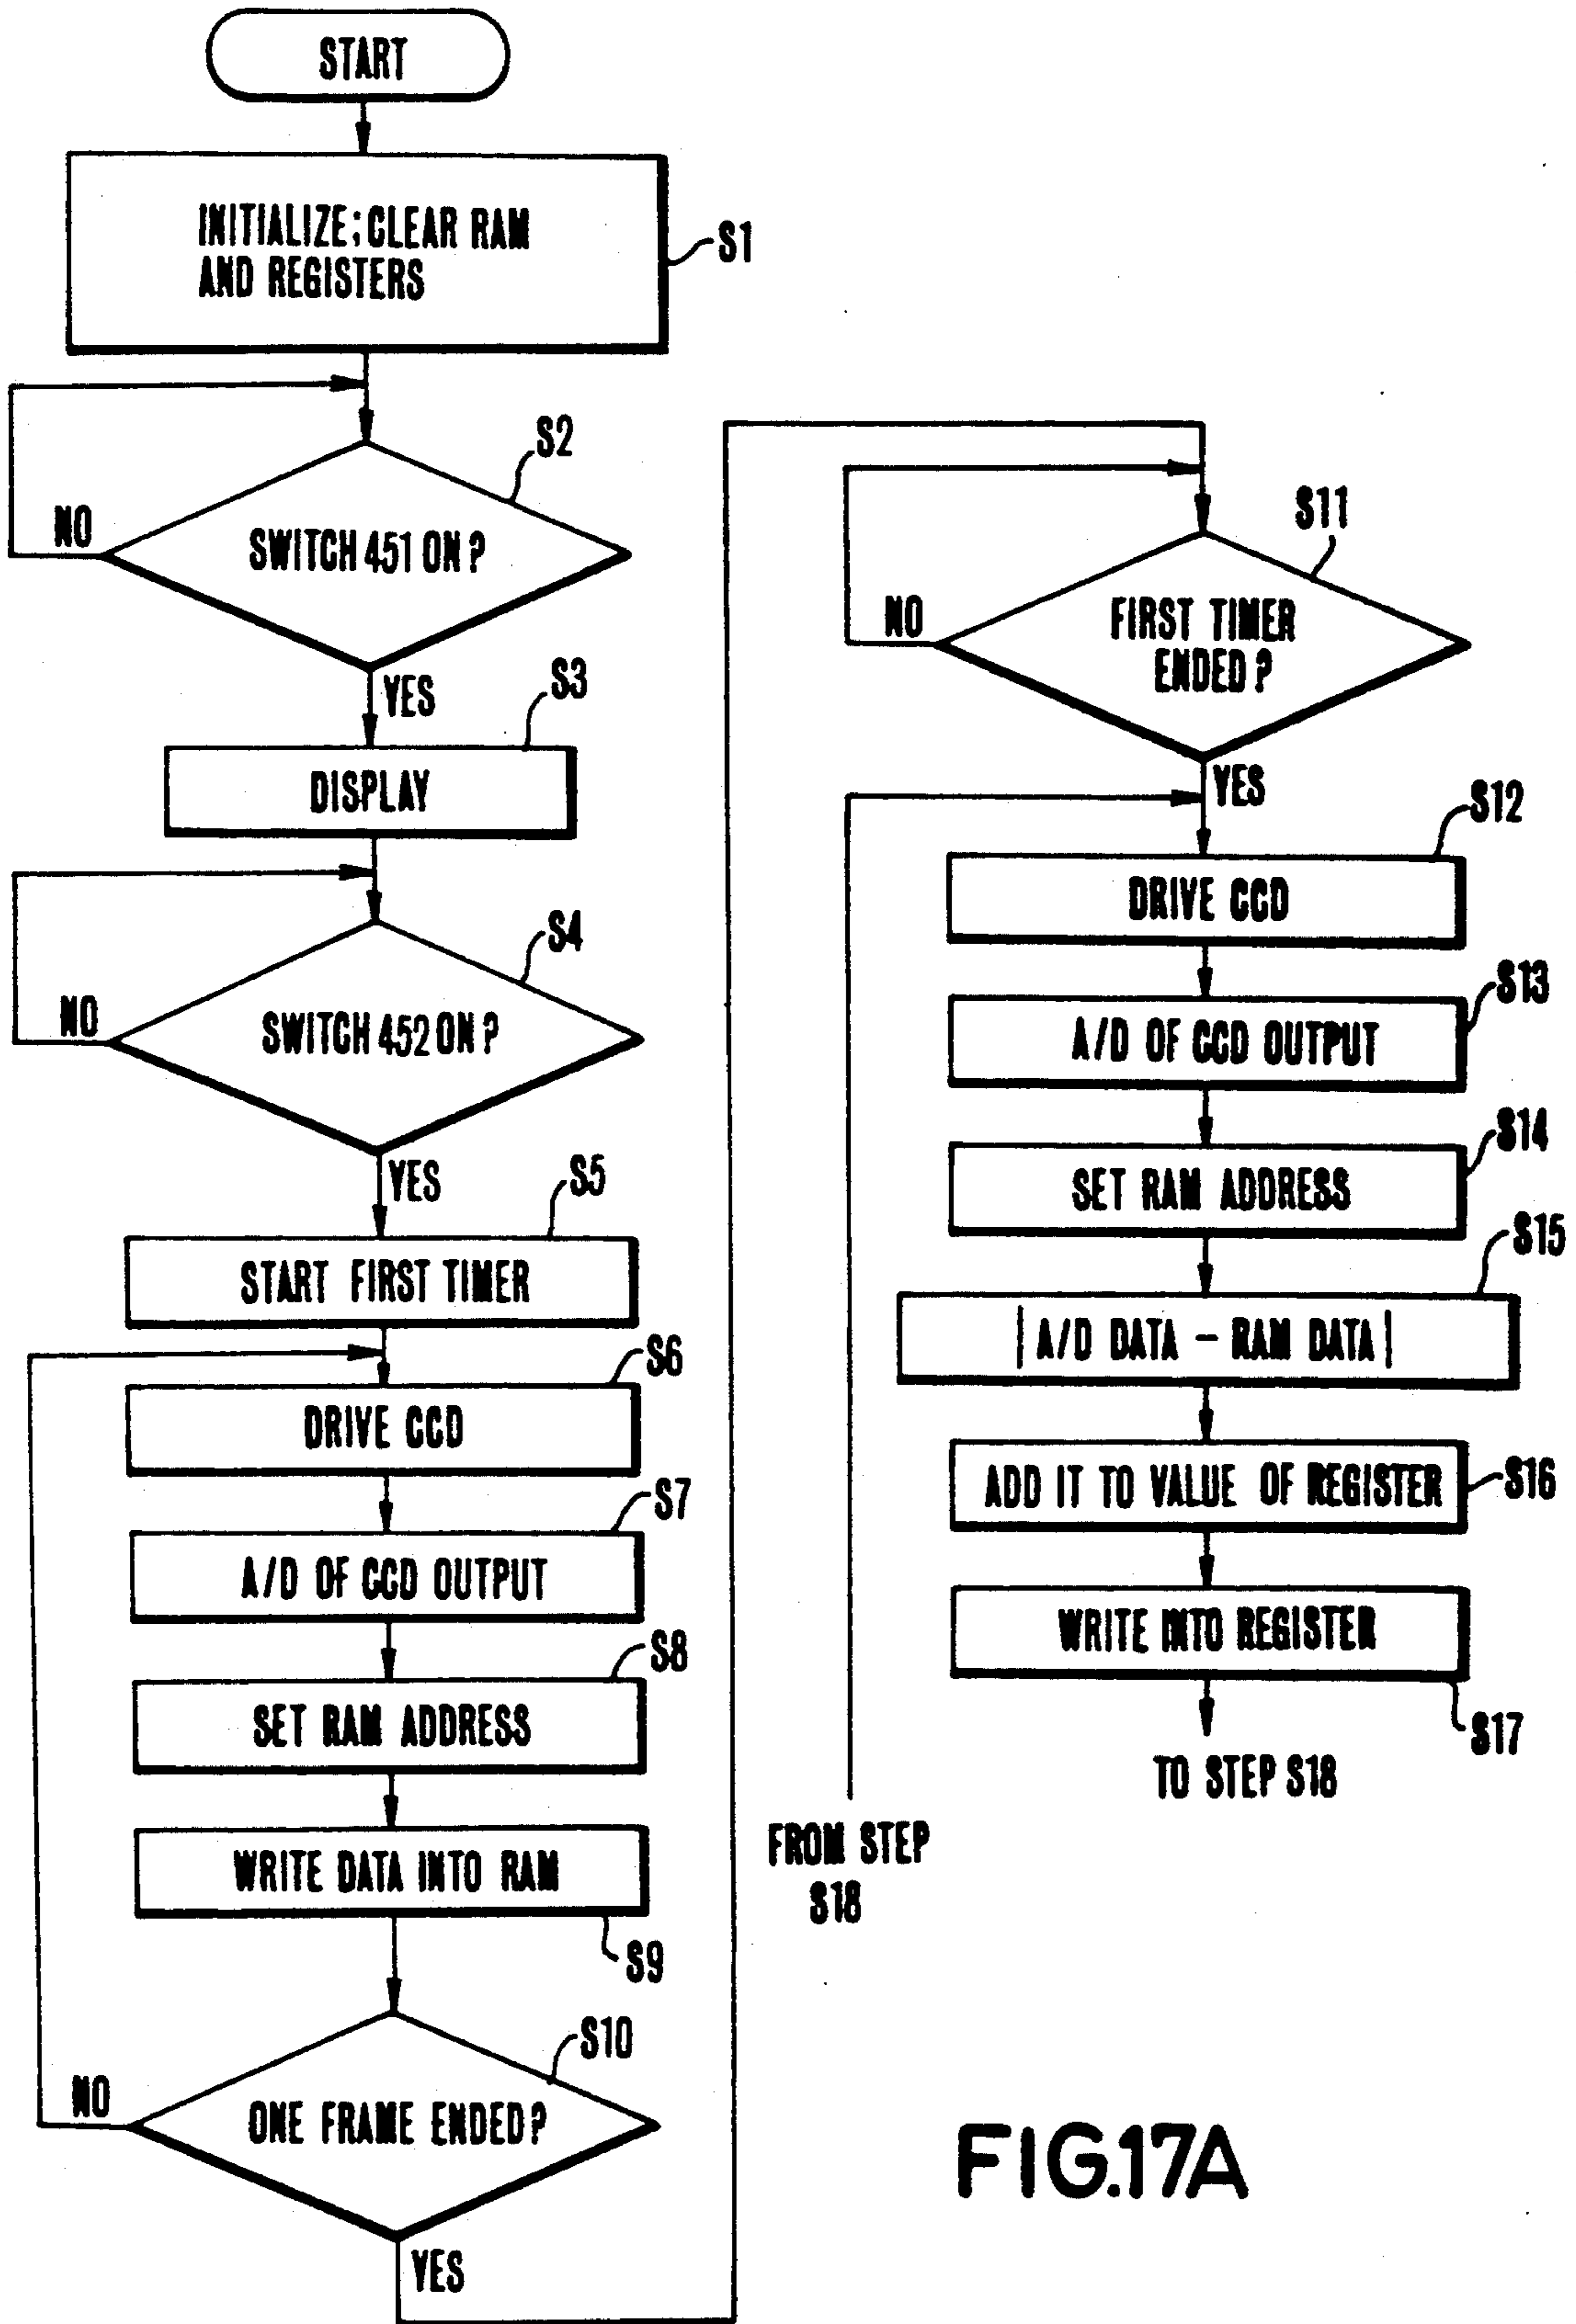 START
INITIALIZE; CLEAR RAM
AND REGISTERS
S1
S2
SWITCH 451 ON ?
NO
YES
S3
DISPLAY
S4
SWITCH 452 ON ?
NO
YES
S5
START FIRST TIMER
S6
DRIVE CCD
S7
A/D OF CCD OUTPUT
S8
SET RAM ADDRESS
WRITE DATA INTO RAM
S9
S10
ONE FRAME ENDED ?
NO
YES
S11
FIRST TIMER
ENDED ?
NO
YES
S12
DRIVE CCD
S13
A/D OF CCD OUTPUT
S14
SET RAM ADDRESS
S15
| A/D DATA – RAM DATA |
ADD IT TO VALUE OF REGISTER
S16
WRITE INTO REGISTER
S17
TO STEP S18
FROM STEP
S18
FIG.17A